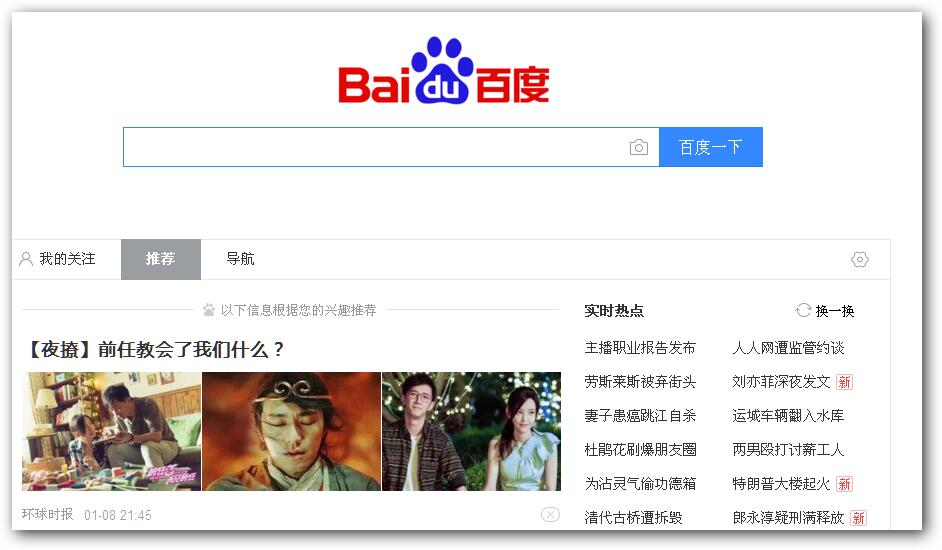 Bai du 百度
百度一下
我的关注 推荐 导航
以下信息根据您的兴趣推荐
【夜撩】前任教会了我们什么？
环球时报 01-08 21:45
实时热点 换一换
主播职业报告发布 人人网遭监管约谈
劳斯莱斯被弃街头 刘亦菲深夜发文 新
妻子患癌跳江自杀 运城车辆翻入水库
杜鹃花刷爆朋友圈 两男殴打讨薪工人
为沾灵气偷功德箱 特朗普大楼起火 新
清代古桥遭拆毁 郎永淳疑刑满释放 新